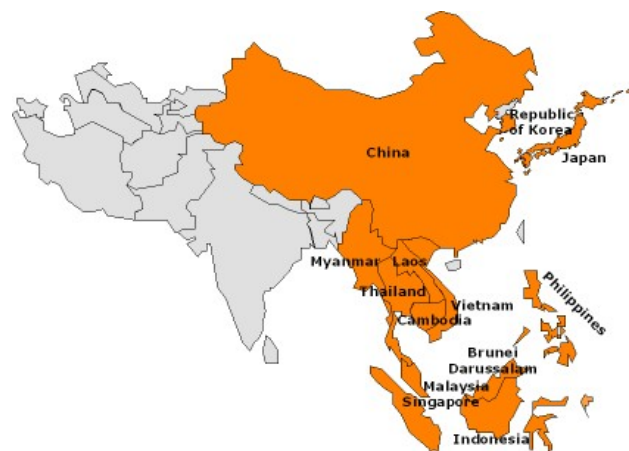 Republic
of Korea
China
Japan
Myanmar
Laos
Thailand
Vietnam
Philippines
Cambodia
Brunei
Darussalam
Malaysia
Singapore
Indonesia